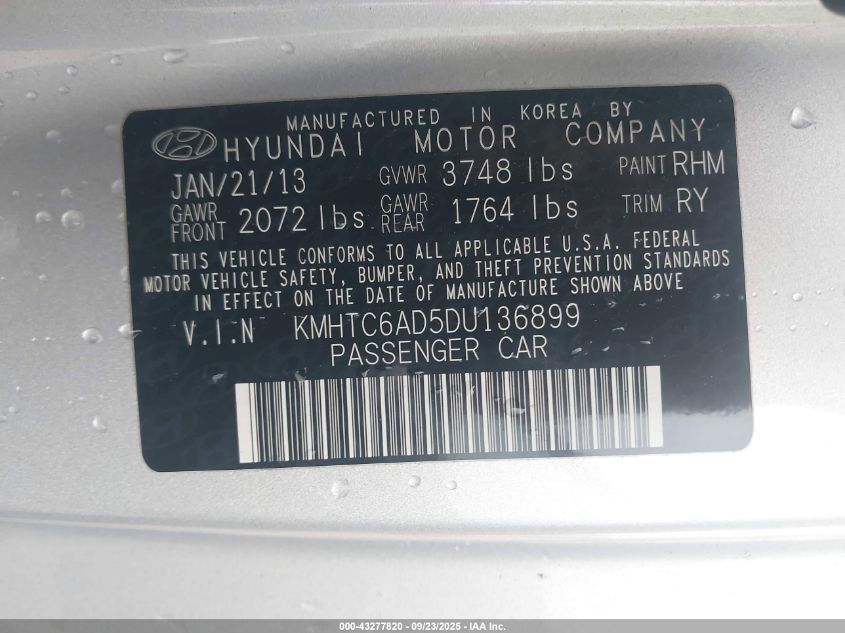 MANUFACTURED IN KOREA BY
HYUNDAI MOTOR COMPANY
JAN/21/13 GVWR 3748 lbs PAINT RHM
GAWR FRONT 2072 lbs GAWR REAR 1764 lbs TRIM RY
THIS VEHICLE CONFORMS TO ALL APPLICABLE U.S.A. FEDERAL
MOTOR VEHICLE SAFETY, BUMPER, AND THEFT PREVENTION STANDARDS
IN EFFECT ON THE DATE OF MANUFACTURE SHOWN ABOVE
V.I.N KMHTC6AD5DU136899
PASSENGER CAR
000-43277820 - 09/23/2025 - IAA Inc.